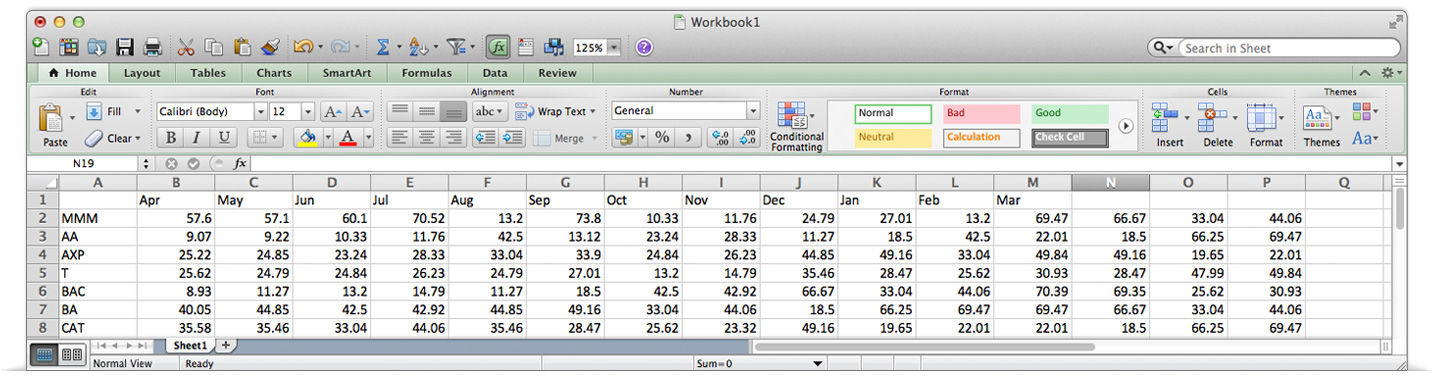 Workbook1
125%
Search in Sheet
Home Layout Tables Charts SmartArt Formulas Data Review
Edit Font Alignment Number Format Cells Themes
Fill Calibri (Body) 12 A A abc Wrap Text General Normal Bad Good Aa
Paste Clear B I U A Merge % , .0 .00 .00 .0 Conditional Formatting Neutral Calculation Check Cell Insert Delete Format Themes Aa
N19 fx
A B C D E F G H I J K L M N O P Q
1 Apr May Jun Jul Aug Sep Oct Nov Dec Jan Feb Mar
2 MMM 57.6 57.1 60.1 70.52 13.2 73.8 10.33 11.76 24.79 27.01 13.2 69.47 66.67 33.04 44.06
3 AA 9.07 9.22 10.33 11.76 42.5 13.12 23.24 28.33 11.27 18.5 42.5 22.01 18.5 66.25 69.47
4 AXP 25.22 24.85 23.24 28.33 33.04 33.9 24.84 26.23 44.85 49.16 33.04 49.84 49.16 19.65 22.01
5 T 25.62 24.79 24.84 26.23 24.79 27.01 13.2 14.79 35.46 28.47 25.62 30.93 28.47 47.99 49.84
6 BAC 8.93 11.27 13.2 14.79 11.27 18.5 42.5 42.92 66.67 33.04 44.06 70.39 69.35 25.62 30.93
7 BA 40.05 44.85 42.5 42.92 44.85 49.16 33.04 44.06 18.5 66.25 69.47 69.47 66.67 33.04 44.06
8 CAT 35.58 35.46 33.04 44.06 35.46 28.47 25.62 23.32 49.16 19.65 22.01 22.01 18.5 66.25 69.47
Sheet1 +
Normal View Ready Sum=0